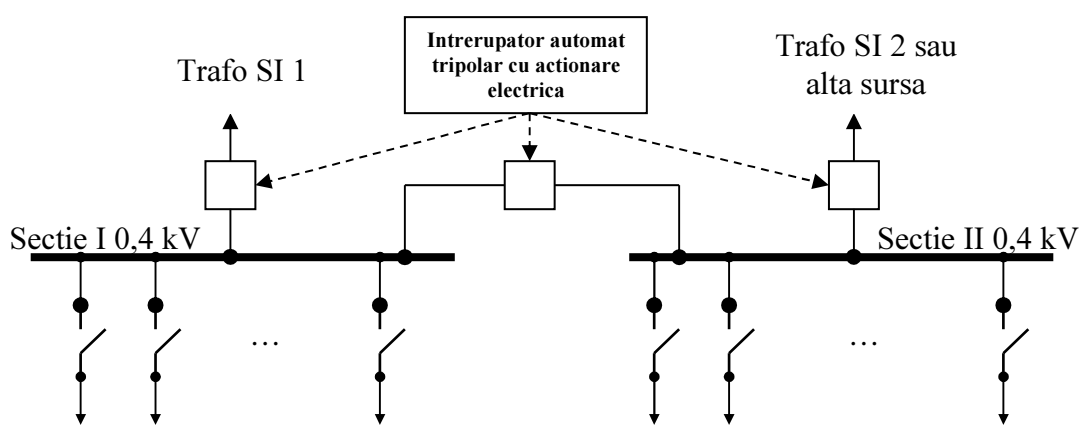 Intrerupator automat
tripolar cu actionare
electrica
Trafo SI 1
Trafo SI 2 sau
alta sursa
Sectie I 0,4 kV
Sectie II 0,4 kV
...
...